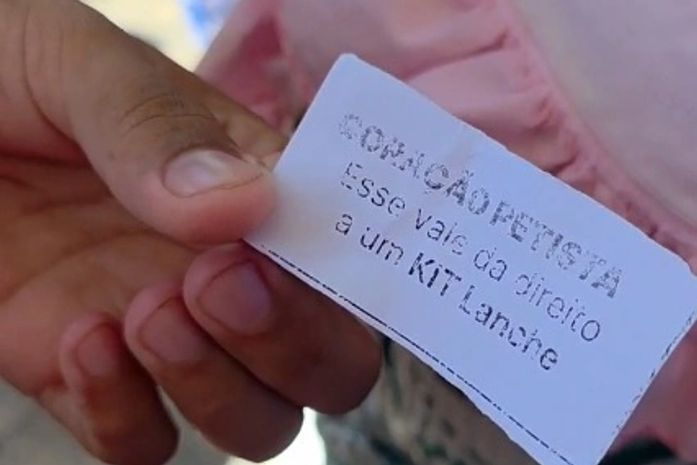 CORAÇÃO PETISTA
Esse vale da direito
a um KIT Lanche